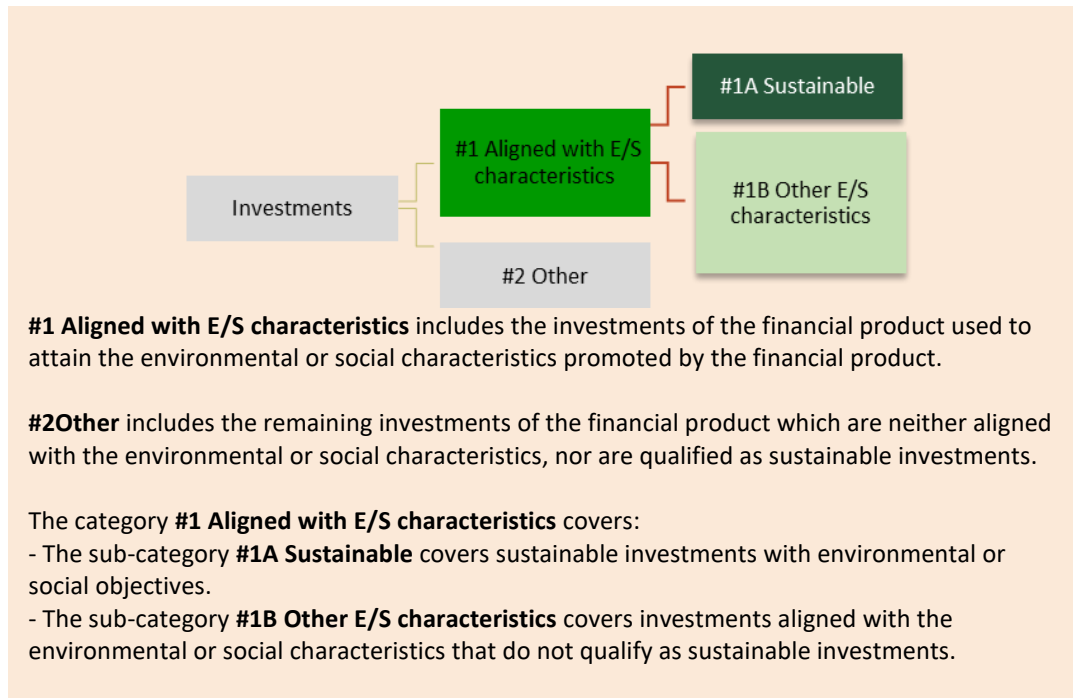 #1A Sustainable
#1 Aligned with E/S
characteristics
#1B Other E/S
characteristics
Investments
#2 Other
#1 Aligned with E/S characteristics includes the investments of the financial product used to
attain the environmental or social characteristics promoted by the financial product.
#2Other includes the remaining investments of the financial product which are neither aligned
with the environmental or social characteristics, nor are qualified as sustainable investments.
The category #1 Aligned with E/S characteristics covers:
- The sub-category #1A Sustainable covers sustainable investments with environmental or
social objectives.
- The sub-category #1B Other E/S characteristics covers investments aligned with the
environmental or social characteristics that do not qualify as sustainable investments.